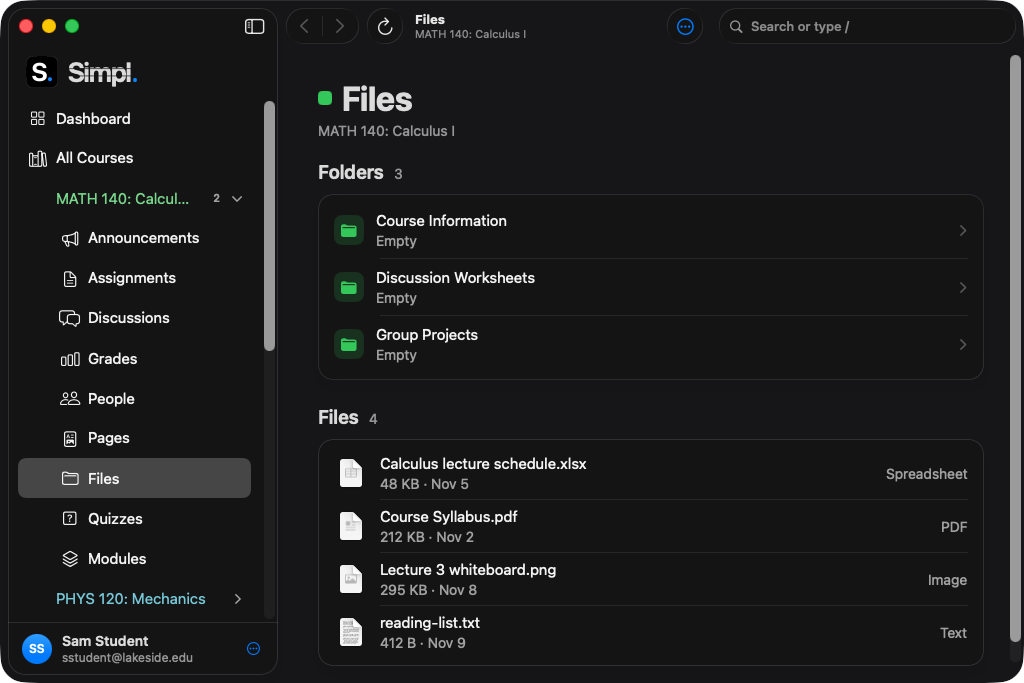 Files
MATH 140: Calculus I
Search or type /
S. Simpl.
Dashboard
All Courses
MATH 140: Calcul... 2
Announcements
Assignments
Discussions
Grades
People
Pages
Files
Quizzes
Modules
PHYS 120: Mechanics
SS
Sam Student
sstudent@lakeside.edu
Files
MATH 140: Calculus I
Folders 3
Course Information
Empty
Discussion Worksheets
Empty
Group Projects
Empty
Files 4
Calculus lecture schedule.xlsx
48 KB · Nov 5
Spreadsheet
Course Syllabus.pdf
212 KB · Nov 2
PDF
Lecture 3 whiteboard.png
295 KB · Nov 8
Image
reading-list.txt
412 B · Nov 9
Text